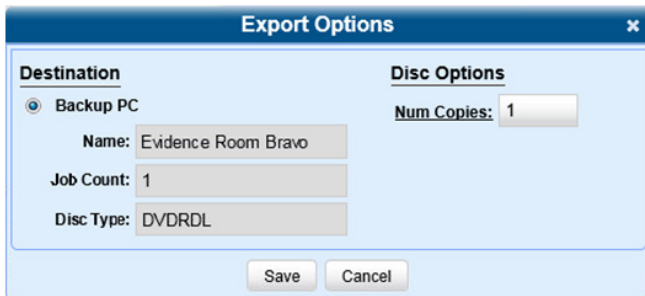 Export Options ×
Destination
Backup PC
Name: Evidence Room Bravo
Job Count: 1
Disc Type: DVDRDL
Disc Options
Num Copies: 1
Save Cancel